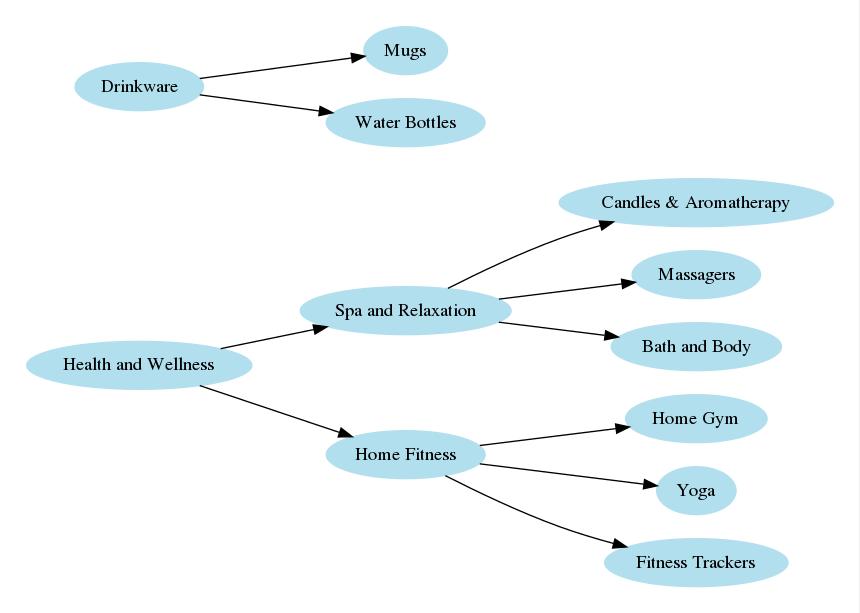 Drinkware
Mugs
Water Bottles
Health and Wellness
Spa and Relaxation
Candles & Aromatherapy
Massagers
Bath and Body
Home Fitness
Home Gym
Yoga
Fitness Trackers